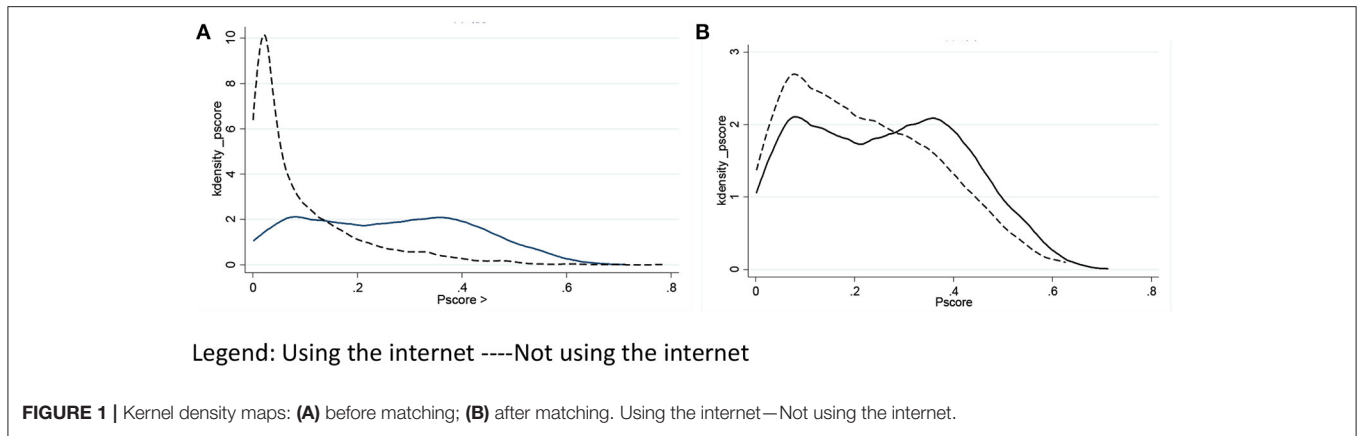 A
kdensity _pscore
10
8
6
4
2
0
0 .2 .4 .6 .8
Pscore >
B
kdensity _pscore
3
2
1
0
0 .2 .4 .6 .8
Pscore
Legend: Using the internet ----Not using the internet
FIGURE 1 | Kernel density maps: (A) before matching; (B) after matching. Using the internet—Not using the internet.